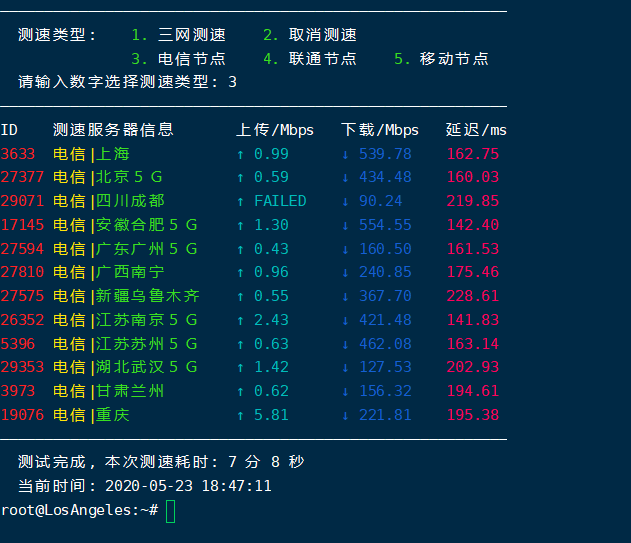 测速类型： 1. 三网测速 2. 取消测速
3. 电信节点 4. 联通节点 5. 移动节点
请输入数字选择测速类型: 3
ID 测速服务器信息 上传/Mbps 下载/Mbps 延迟/ms
3633 电信|上海 ↑ 0.99 ↓ 539.78 162.75
27377 电信|北京５Ｇ ↑ 0.59 ↓ 434.48 160.03
29071 电信|四川成都 ↑ FAILED ↓ 90.24 219.85
17145 电信|安徽合肥５Ｇ ↑ 1.30 ↓ 554.55 142.40
27594 电信|广东广州５Ｇ ↑ 0.43 ↓ 160.50 161.53
27810 电信|广西南宁 ↑ 0.96 ↓ 240.85 175.46
27575 电信|新疆乌鲁木齐 ↑ 0.55 ↓ 367.70 228.61
26352 电信|江苏南京５Ｇ ↑ 2.43 ↓ 421.48 141.83
5396 电信|江苏苏州５Ｇ ↑ 0.63 ↓ 462.08 163.14
29353 电信|湖北武汉５Ｇ ↑ 1.42 ↓ 127.53 202.93
3973 电信|甘肃兰州 ↑ 0.62 ↓ 156.32 194.61
19076 电信|重庆 ↑ 5.81 ↓ 221.81 195.38
测试完成, 本次测速耗时: 7 分 8 秒
当前时间: 2020-05-23 18:47:11
root@LosAngeles:~#